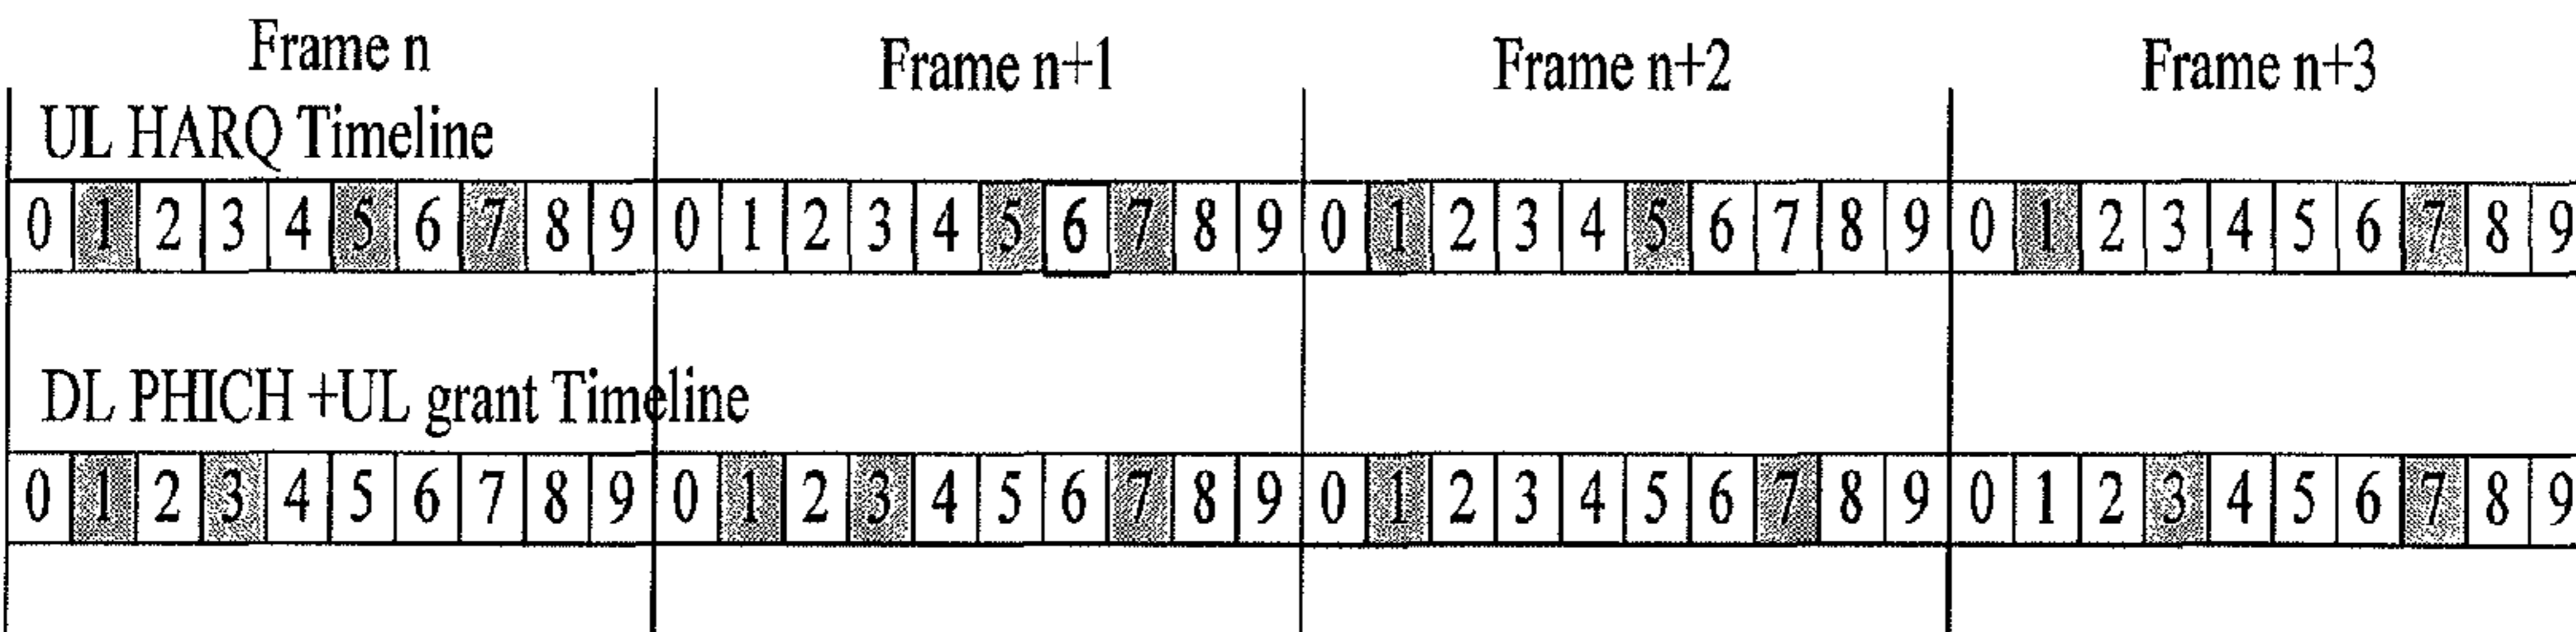 Frame n Frame n+1 Frame n+2 Frame n+3
UL HARQ Timeline
0 1 2 3 4 5 6 7 8 9 0 1 2 3 4 5 6 7 8 9 0 1 2 3 4 5 6 7 8 9 0 1 2 3 4 5 6 7 8 9
DL PHICH +UL grant Timeline
0 1 2 3 4 5 6 7 8 9 0 1 2 3 4 5 6 7 8 9 0 1 2 3 4 5 6 7 8 9 0 1 2 3 4 5 6 7 8 9